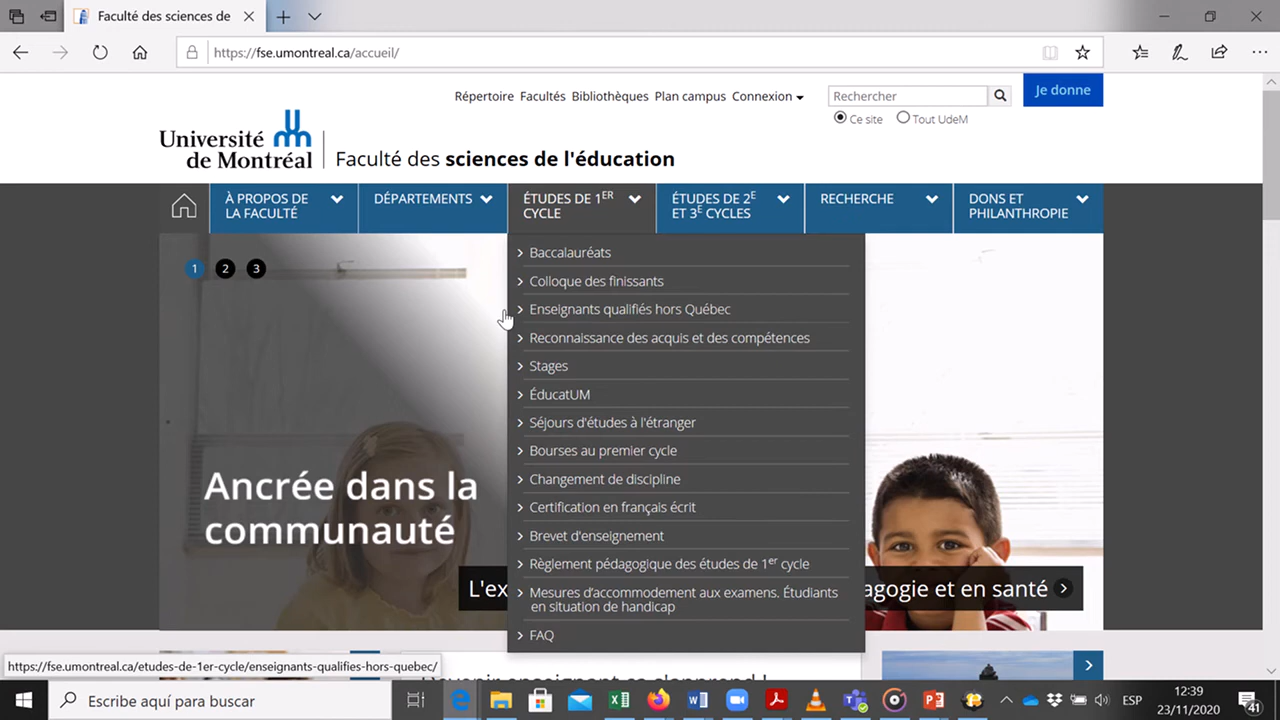 Faculté des sciences de
https://fse.umontreal.ca/accueil/
Répertoire Facultés Bibliothèques Plan campus Connexion
Rechercher
Je donne
Ce site Tout UdeM
Université
de Montréal
Faculté des sciences de l'éducation
À PROPOS DE
LA FACULTÉ
DÉPARTEMENTS
ÉTUDES DE 1ER
CYCLE
ÉTUDES DE 2E
ET 3E CYCLES
RECHERCHE
DONS ET
PHILANTHROPIE
1 2 3
Baccalauréats
Colloque des finissants
Enseignants qualifiés hors Québec
Reconnaissance des acquis et des compétences
Stages
ÉducatUM
Séjours d'études à l'étranger
Bourses au premier cycle
Changement de discipline
Certification en français écrit
Brevet d'enseignement
Règlement pédagogique des études de 1er cycle
Mesures d'accommodement aux examens. Étudiants
en situation de handicap
FAQ
Ancrée dans la
communauté
L'ex
agogie et en santé
https://fse.umontreal.ca/etudes-de-1er-cycle/enseignants-qualifies-hors-quebec/
Escribe aquí para buscar
ESP
12:39
23/11/2020
41